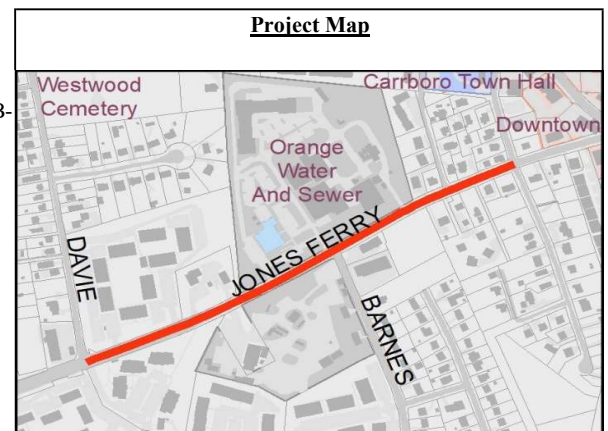 Project Map
Westwood
Cemetery
Carrboro Town Hall
Downtown
Orange
Water
And Sewer
DAVIE
JONES FERRY
BARNES